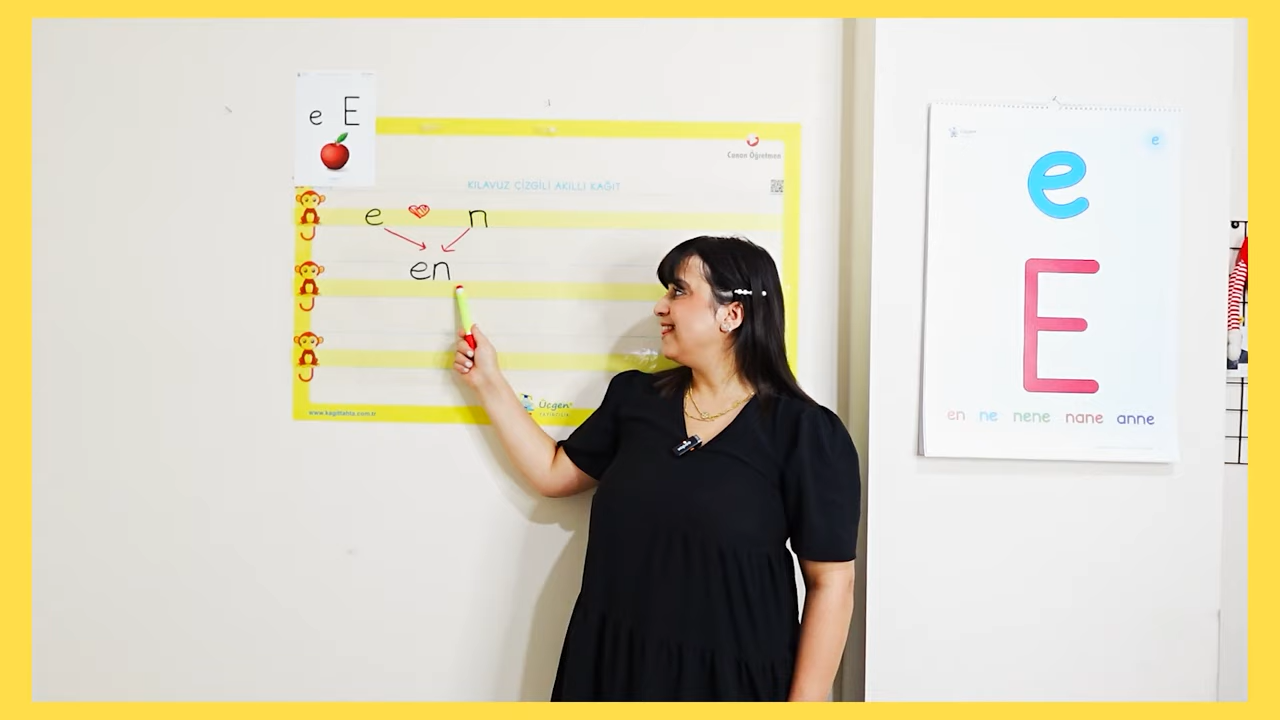 e E
Canan Öğretmen
KILAVUZ ÇİZGİLİ AKILLI KAĞIT
e n
en
www.kagittahta.com.tr
Üçgen
e
e
E
en ne nene nane anne